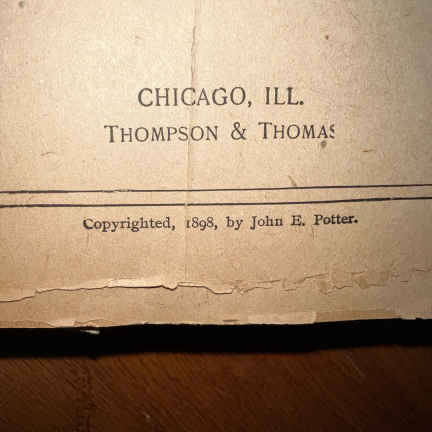 CHICAGO, ILL.
THOMPSON & THOMAS
Copyrighted, 1898, by John E. Potter.